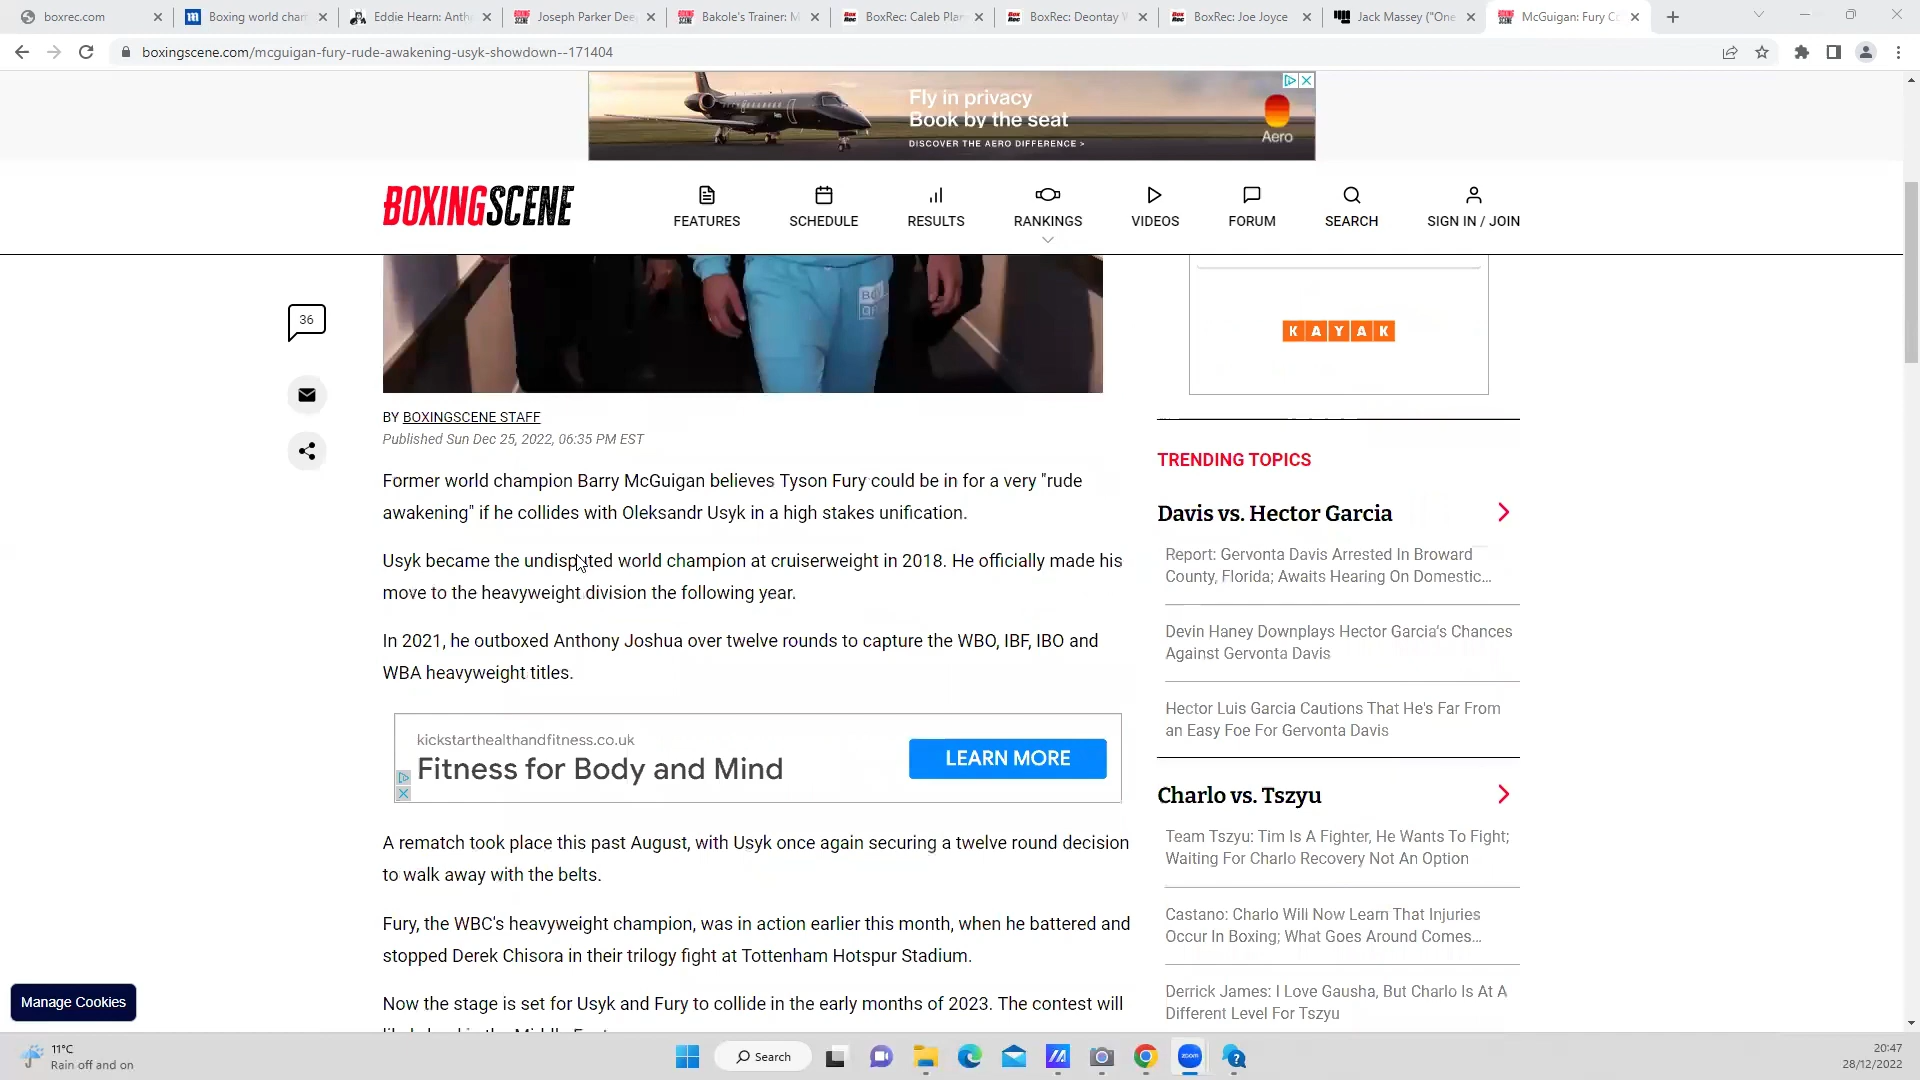 boxrec.com
Boxing world cham
Eddie Hearn: Anth
Joseph Parker Dee
Bakole's Trainer: M
BoxRec: Caleb Plan
BoxRec: Deontay W
BoxRec: Joe Joyce
Jack Massey ("One
McGuigan: Fury Co
boxingscene.com/mcguigan-fury-rude-awakening-usyk-showdown--171404
Fly in privacy
Book by the seat
DISCOVER THE AERO DIFFERENCE >
Aero
BOXINGSCENE
FEATURES
SCHEDULE
RESULTS
RANKINGS
VIDEOS
FORUM
SEARCH
SIGN IN / JOIN
36
KAYAK
BY BOXINGSCENE STAFF
Published Sun Dec 25, 2022, 06:35 PM EST
Former world champion Barry McGuigan believes Tyson Fury could be in for a very "rude
awakening" if he collides with Oleksandr Usyk in a high stakes unification.
Usyk became the undisputed world champion at cruiserweight in 2018. He officially made his
move to the heavyweight division the following year.
In 2021, he outboxed Anthony Joshua over twelve rounds to capture the WBO, IBF, IBO and
WBA heavyweight titles.
kickstarthealthandfitness.co.uk
Fitness for Body and Mind
LEARN MORE
A rematch took place this past August, with Usyk once again securing a twelve round decision
to walk away with the belts.
Fury, the WBC's heavyweight champion, was in action earlier this month, when he battered and
stopped Derek Chisora in their trilogy fight at Tottenham Hotspur Stadium.
Now the stage is set for Usyk and Fury to collide in the early months of 2023. The contest will
TRENDING TOPICS
Davis vs. Hector Garcia
Report: Gervonta Davis Arrested In Broward
County, Florida; Awaits Hearing On Domestic...
Devin Haney Downplays Hector Garcia's Chances
Against Gervonta Davis
Hector Luis Garcia Cautions That He's Far From
an Easy Foe For Gervonta Davis
Charlo vs. Tszyu
Team Tszyu: Tim Is A Fighter, He Wants To Fight;
Waiting For Charlo Recovery Not An Option
Castano: Charlo Will Now Learn That Injuries
Occur In Boxing; What Goes Around Comes...
Derrick James: I Love Gausha, But Charlo Is At A
Different Level For Tszyu
Manage Cookies
11°C
Rain off and on
Search
zoom
20:47
28/12/2022